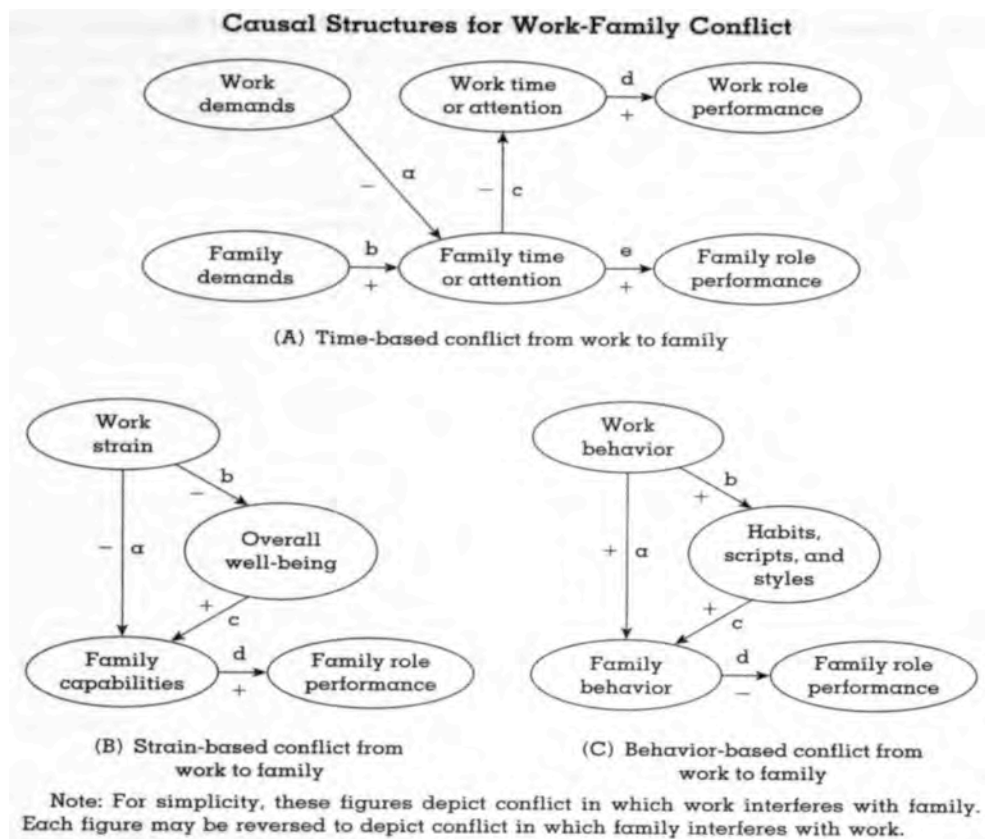 Causal Structures for Work-Family Conflict
Work
demands
Work time
or attention
d
+
Work role
performance
a
−
− c
Family
demands
b
+
Family time
or attention
e
+
Family role
performance
(A) Time-based conflict from work to family
Work
strain
b
−
− a
Overall
well-being
+
c
Family
capabilities
d
+
Family role
performance
(B) Strain-based conflict from
work to family
Work
behavior
b
+
+ a
Habits,
scripts, and
styles
+
c
Family
behavior
d
−
Family role
performance
(C) Behavior-based conflict from
work to family
Note: For simplicity, these figures depict conflict in which work interferes with family.
Each figure may be reversed to depict conflict in which family interferes with work.